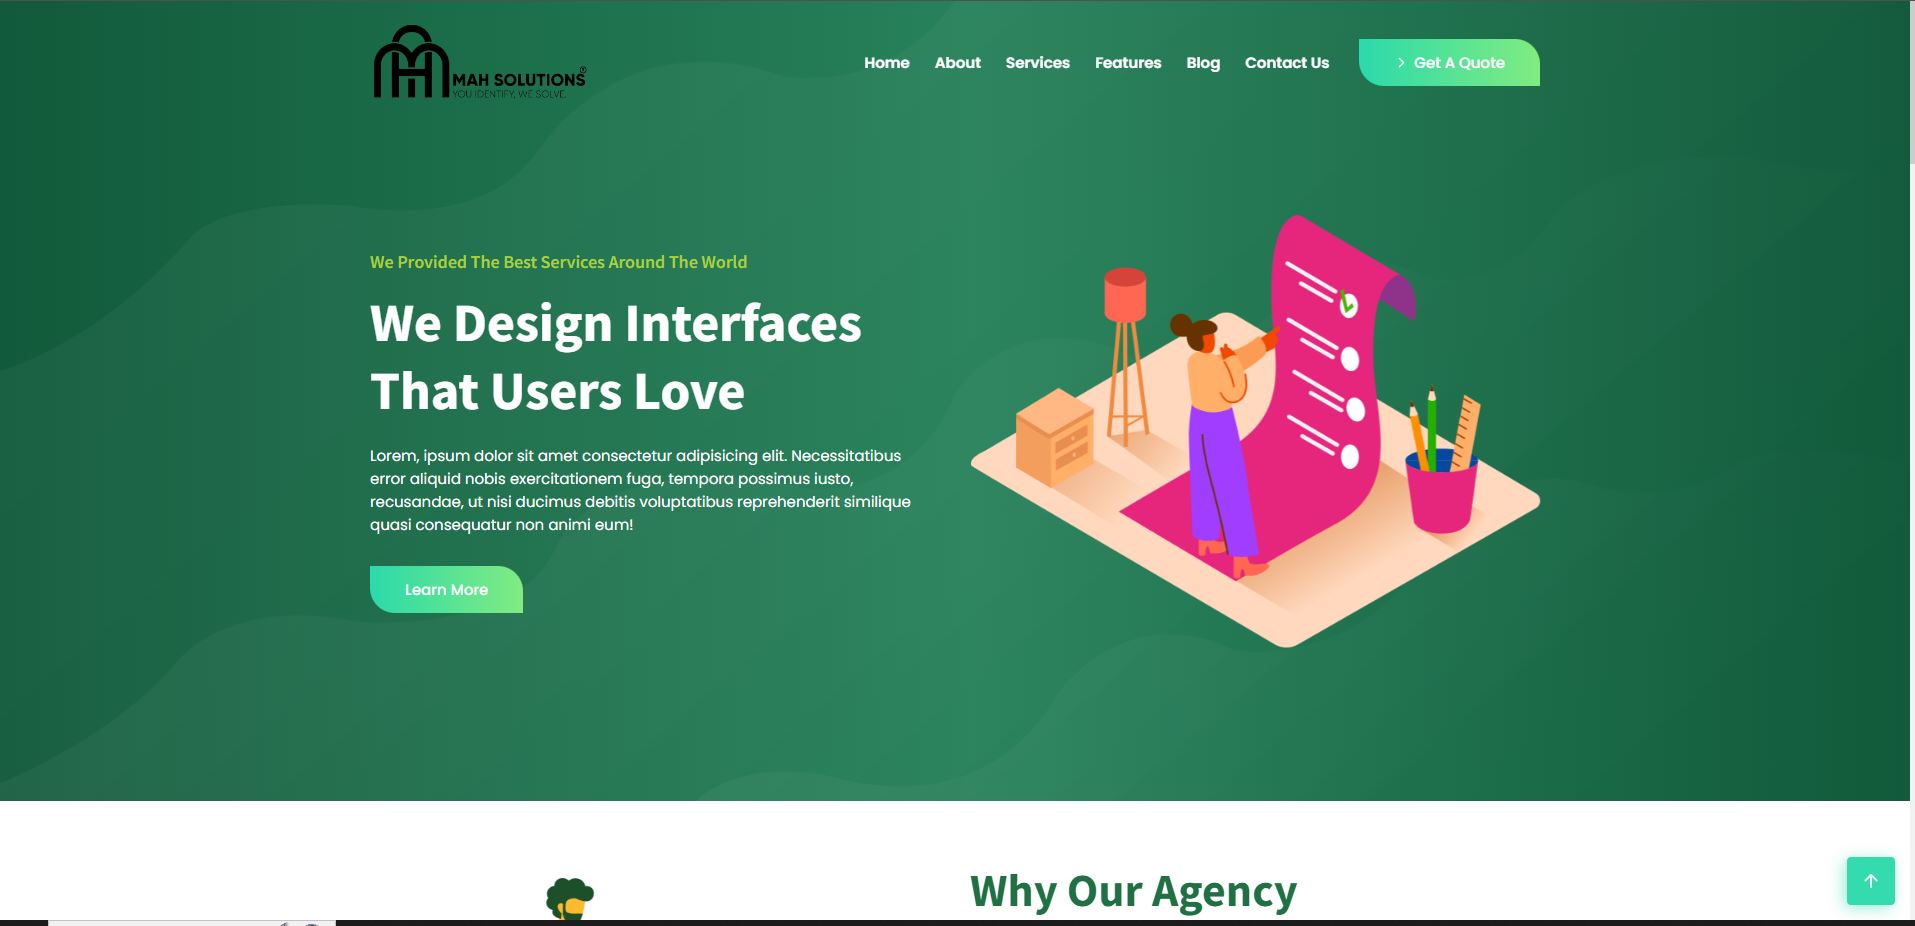 MAH SOLUTIONS®
YOU IDENTIFY, WE SOLVE.
Home About Services Features Blog Contact Us Get A Quote
We Provided The Best Services Around The World
We Design Interfaces
That Users Love
Lorem, ipsum dolor sit amet consectetur adipisicing elit. Necessitatibus
error aliquid nobis exercitationem fuga, tempora possimus iusto,
recusandae, ut nisi ducimus debitis voluptatibus reprehenderit similique
quasi consequatur non animi eum!
Learn More
Why Our Agency